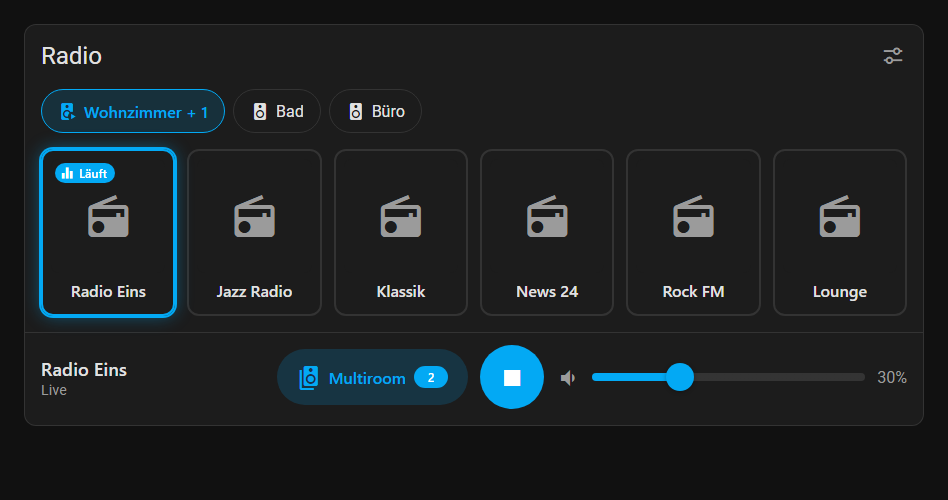 Radio
Wohnzimmer + 1
Bad
Büro
Läuft
Radio Eins
Jazz Radio
Klassik
News 24
Rock FM
Lounge
Radio Eins
Live
Multiroom 2
30%